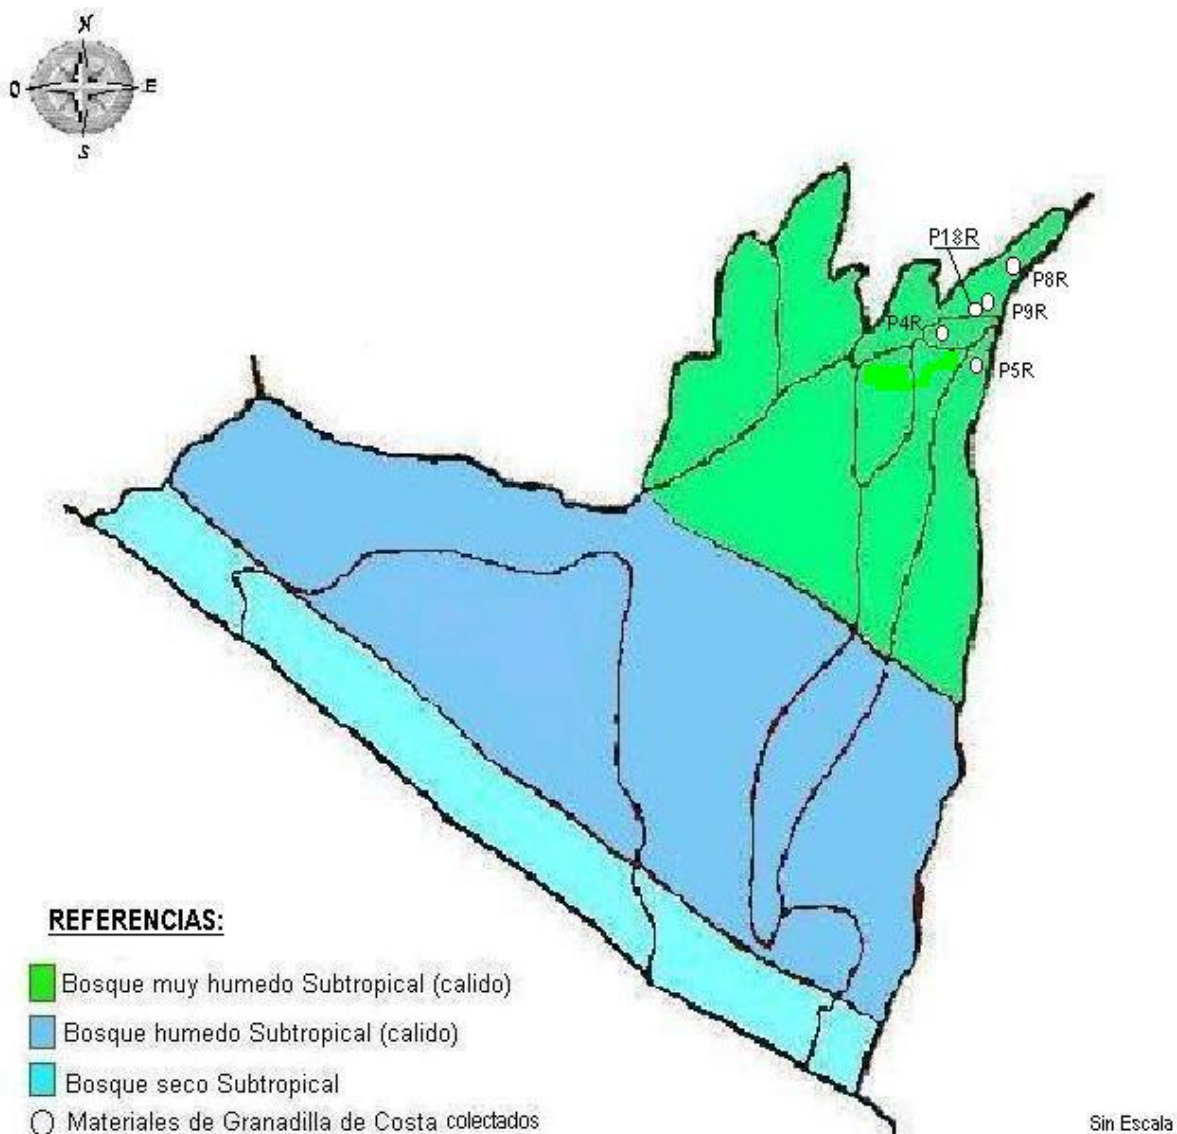 N
O E
S
P18R
P8R
P9R
P4R
P5R
REFERENCIAS:
Bosque muy humedo Subtropical (calido)
Bosque humedo Subtropical (calido)
Bosque seco Subtropical
Materiales de Granadilla de Costa colectados
Sin Escala